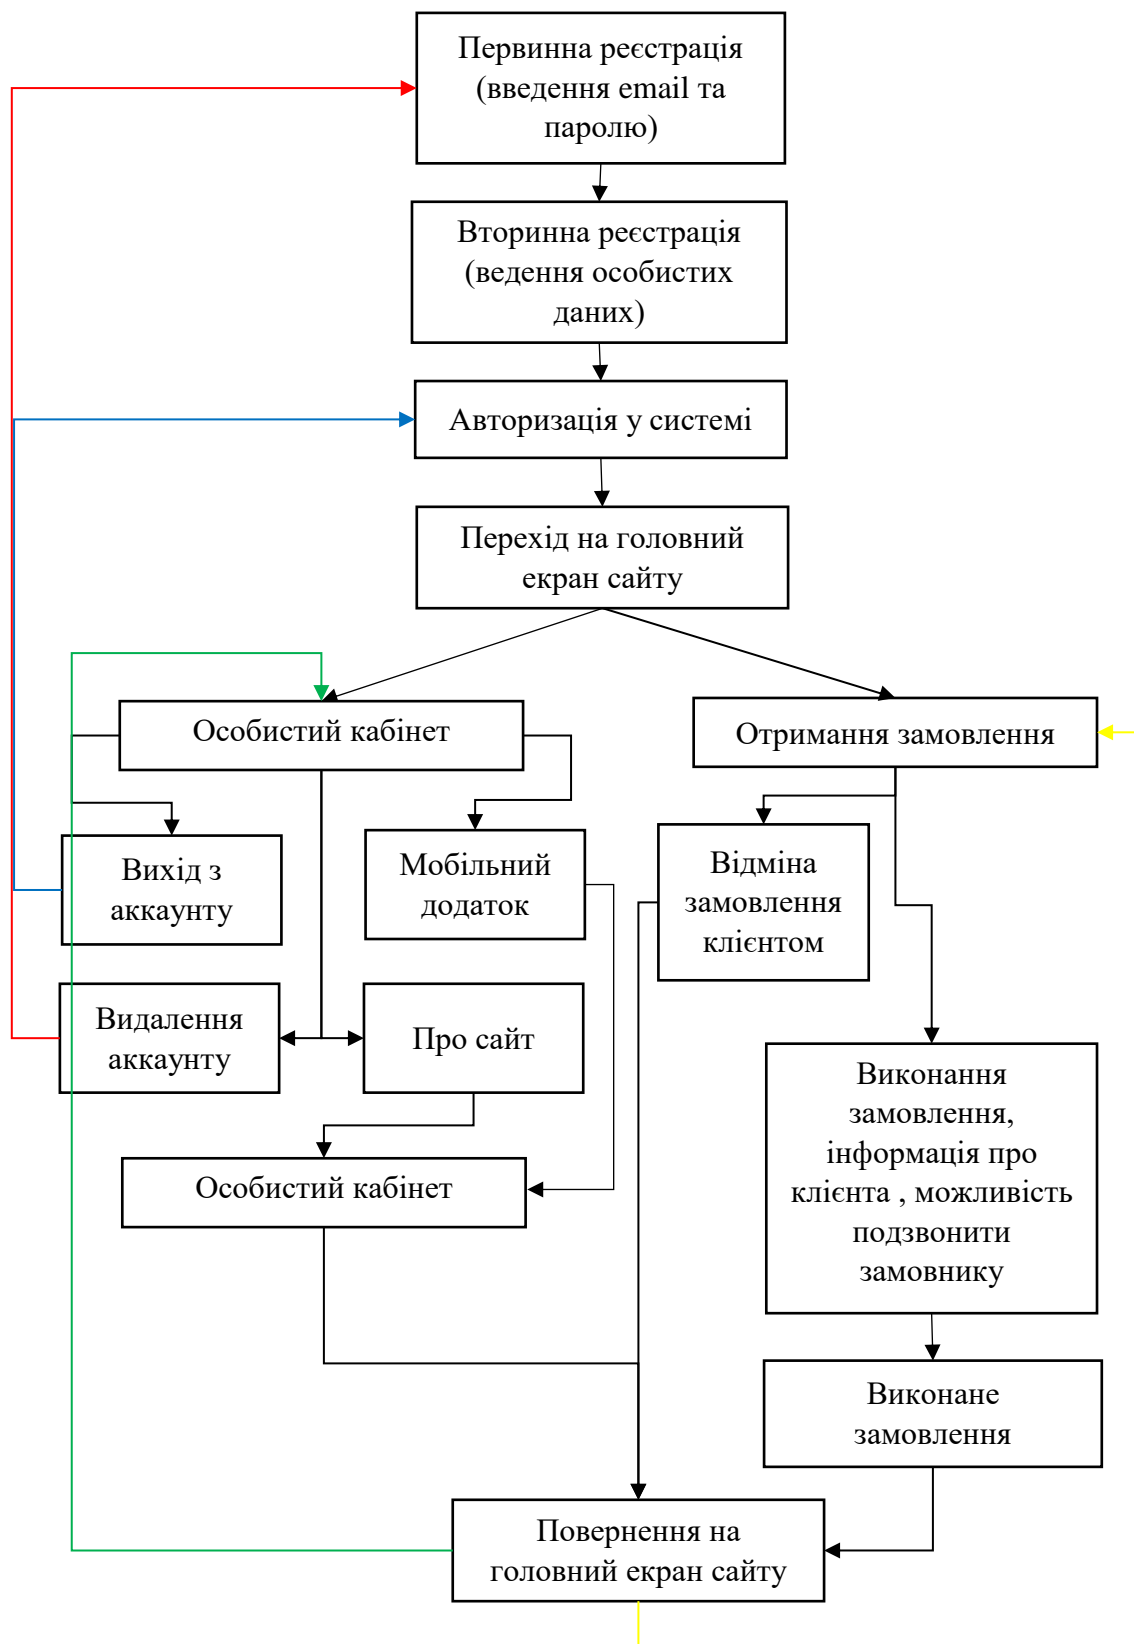 Первинна реєстрація
(введення email та
паролю)
Вторинна реєстрація
(ведення особистих
даних)
Авторизація у системі
Перехід на головний
екран сайту
Особистий кабінет
Отримання замовлення
Вихід з
аккаунту
Мобільний
додаток
Відміна
замовлення
клієнтом
Видалення
аккаунту
Про сайт
Особистий кабінет
Виконання
замовлення,
інформація про
клієнта , можливість
подзвонити
замовнику
Виконане
замовлення
Повернення на
головний екран сайту